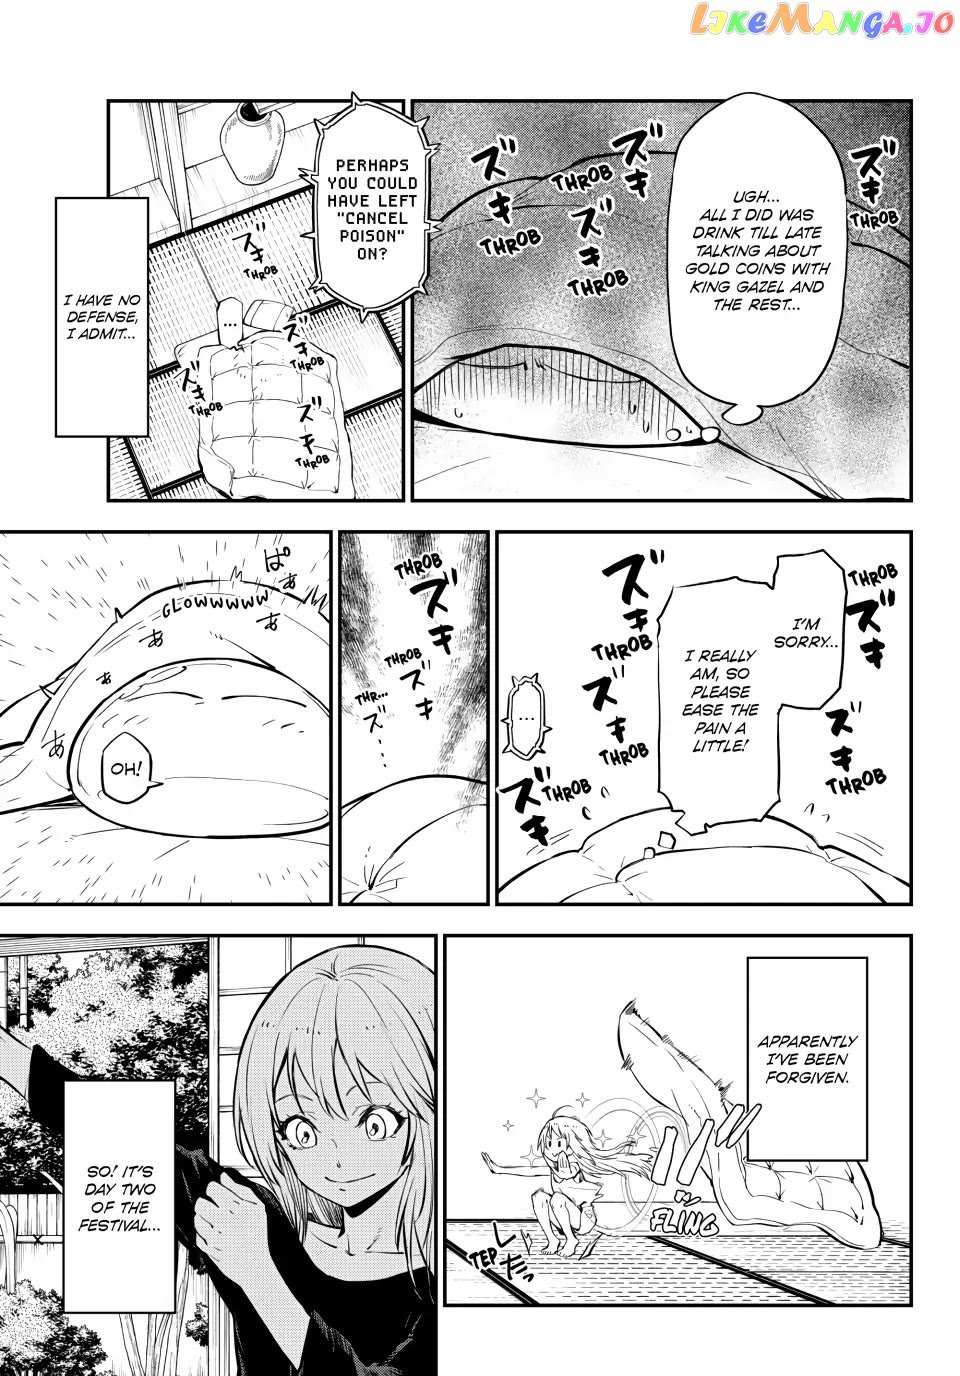 LIKEMANGA.IO
UGH...
ALL I DID WAS
DRINK TILL LATE
TALKING ABOUT
GOLD COINS WITH
KING GAZEL AND
THE REST...
ズキ
THROB
ズキ
THROB
ズキ
THROB
ズキ
THROB
PERHAPS
YOU COULD
HAVE LEFT
"CANCEL
POISON"
ON?
ズキ
THROB
...
ズキ
THROB
ズキ
THROB
ズキ
THROB
I HAVE NO
DEFENSE,
I ADMIT...
I'M
SORRY...
I REALLY
AM, SO
PLEASE
EASE THE
PAIN A
LITTLE!
THROB
ズキ
ズキ
THROB
ズキ
THROB
ズキ
THROB
...
ズキ
THROB
THROB
ズキ
THROB
ズキ
THR...
ズ...
ぱ
GLOWWWWW
ぁ
ぁ
ぁ
ぁ
OH!
APPARENTLY
I'VE BEEN
FORGIVEN.
FLING
TEP
SO! IT'S
DAY TWO
OF THE
FESTIVAL...